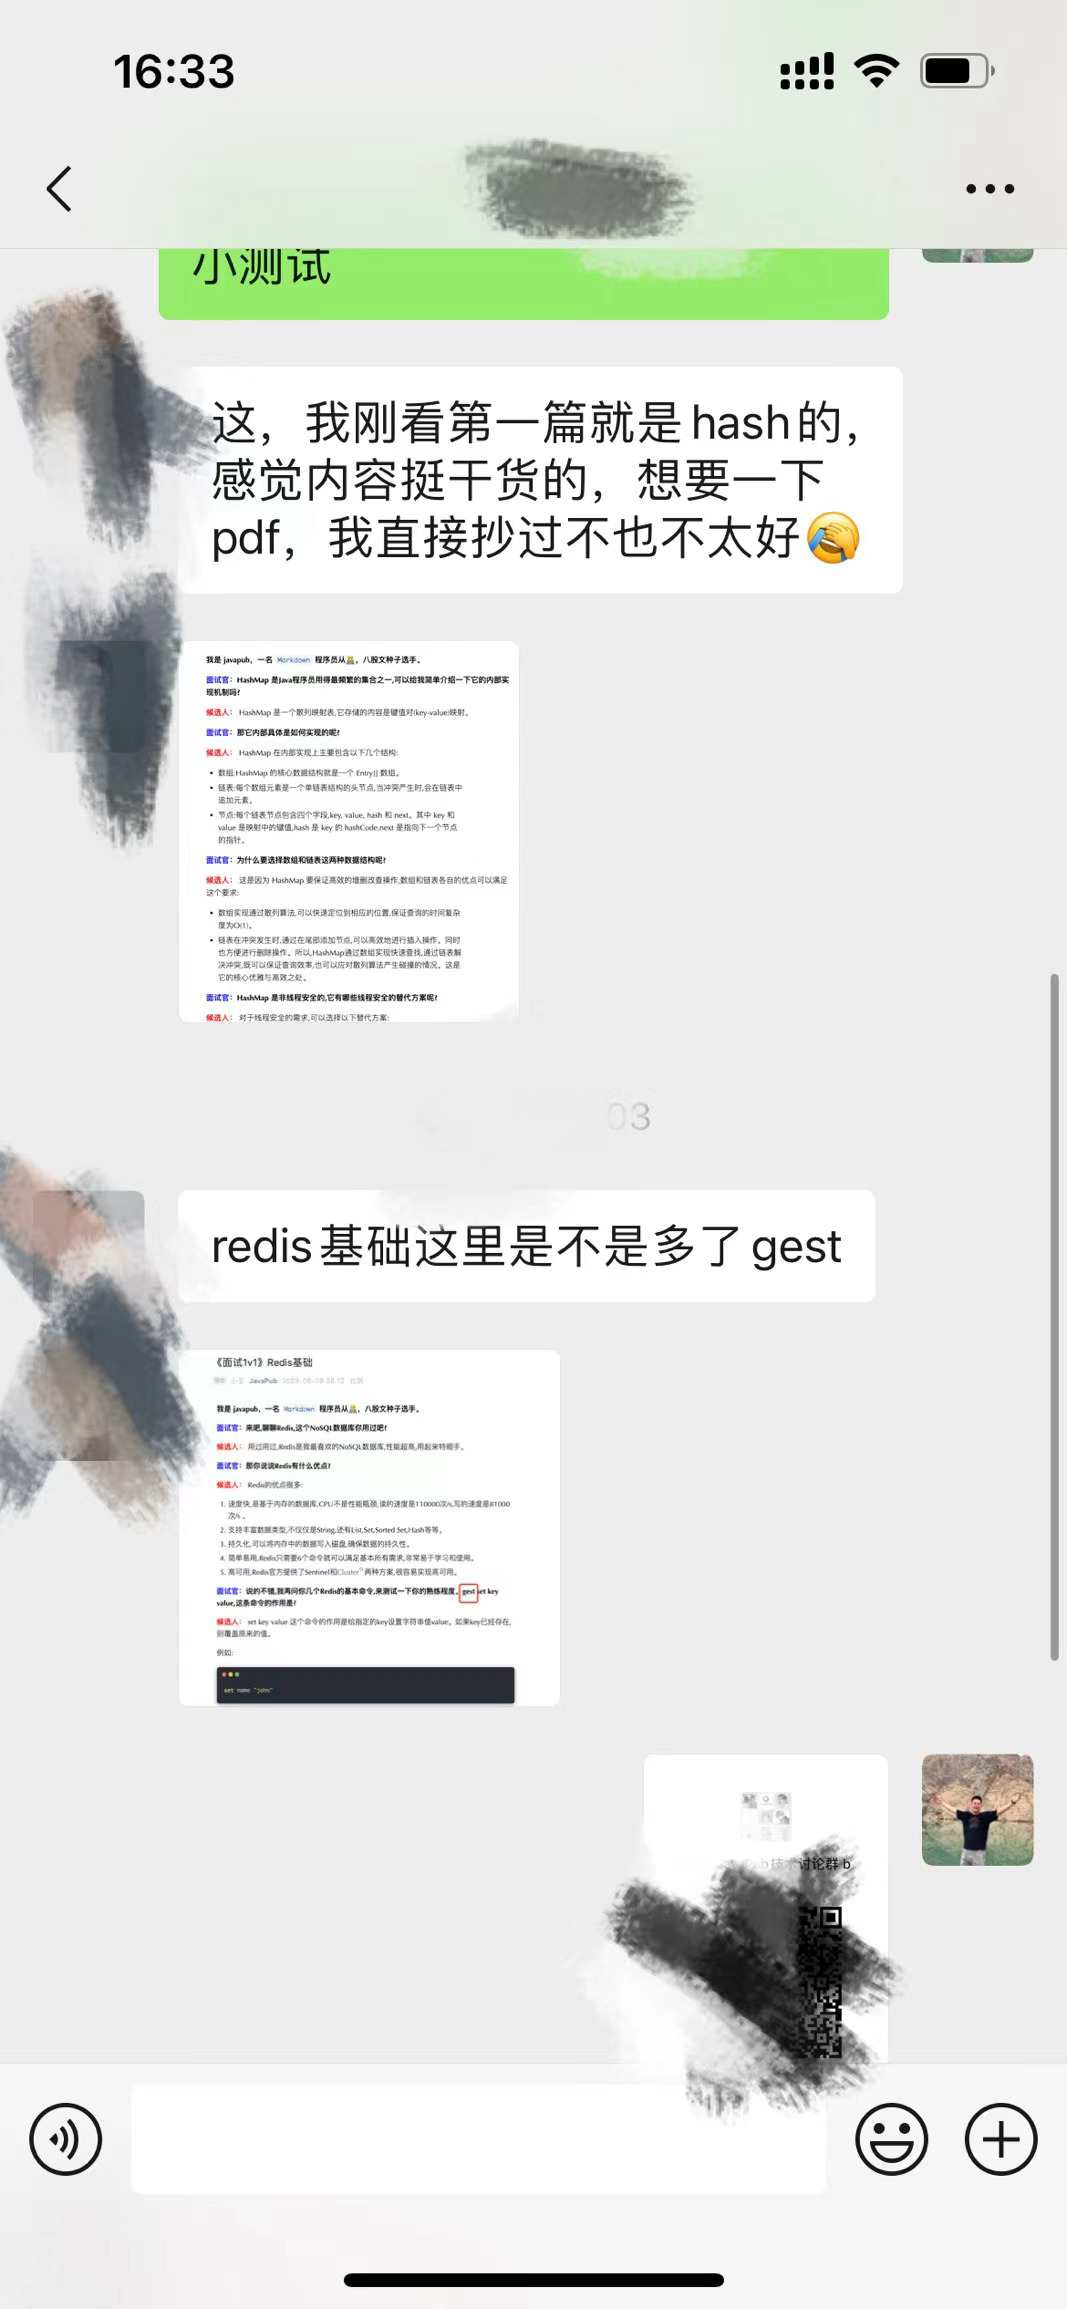 16:33
小测试
这，我刚看第一篇就是hash的，
感觉内容挺干货的，想要一下
pdf，我直接抄过不也不太好🤣
我是 javapub，一名 Markdown 程序员从👨‍💻，八股文种子选手。
面试官：HashMap 是Java程序员用得最频繁的集合之一,可以给我简单介绍一下它的内部实
现机制吗?
候选人： HashMap 是一个散列映射表,它存储的内容是键值对(key-value)映射。
面试官：那它内部具体是如何实现的呢?
候选人： HashMap 在内部实现上主要包含以下几个结构:
• 数组:HashMap 的核心数据结构就是一个 Entry[] 数组。
• 链表:每个数组元素是一个单链表结构的头节点,当冲突产生时,会在链表中
追加元素。
• 节点:每个链表节点包含四个字段,key, value, hash 和 next。其中 key 和
value 是映射中的键值,hash 是 key 的 hashCode,next 是指向下一个节点
的指针。
面试官：为什么要选择数组和链表这两种数据结构呢?
候选人： 这是因为 HashMap 要保证高效的增删改查操作,数组和链表各自的优点可以满足
这个要求:
• 数组实现通过散列算法,可以快速定位到相应的位置,保证查询的时间复杂
度为O(1)。
• 链表在冲突发生时,通过在尾部添加节点,可以高效地进行插入操作。同时
也方便进行删除操作。所以,HashMap通过数组实现快速查找,通过链表解
决冲突,既可以保证查询效率,也可以应对散列算法产生碰撞的情况。这是
它的核心优雅与高效之处。
面试官：HashMap 是非线程安全的,它有哪些线程安全的替代方案呢?
候选人： 对于线程安全的需求,可以选择以下替代方案:
03
redis基础这里是不是多了gest
《面试1v1》Redis基础
JavaPub 2023-06-09 08:12 北京
我是 javapub，一名 Markdown 程序员从👨‍💻，八股文种子选手。
面试官：来吧,聊聊Redis,这个NoSQL数据库你用过吧?
候选人： 用过用过,Redis是我最喜欢的NoSQL数据库,性能超高,用起来特顺手。
面试官：那你说说Redis有什么优点?
候选人： Redis的优点很多:
1. 速度快,是基于内存的数据库,CPU不是性能瓶颈,读的速度是110000次/s,写的速度是81000
次/s 。
2. 支持丰富数据类型,不仅仅是String,还有List,Set,Sorted Set,Hash等等。
3. 持久化,可以将内存中的数据写入磁盘,确保数据的持久性。
4. 简单易用,Redis只需要6个命令就可以满足基本所有需求,非常易于学习和使用。
5. 高可用,Redis官方提供了Sentinel和Cluster 两种方案,很容易实现高可用。
面试官：说的不错,我再问你几个Redis的基本命令,来测试一下你的熟练程度。gest set key
value,这条命令的作用是?
候选人： set key value 这个命令的作用是给指定的key设置字符串值value。如果key已经存在,
则覆盖原来的值。
例如:
set name "john"
b技术讨论群 b